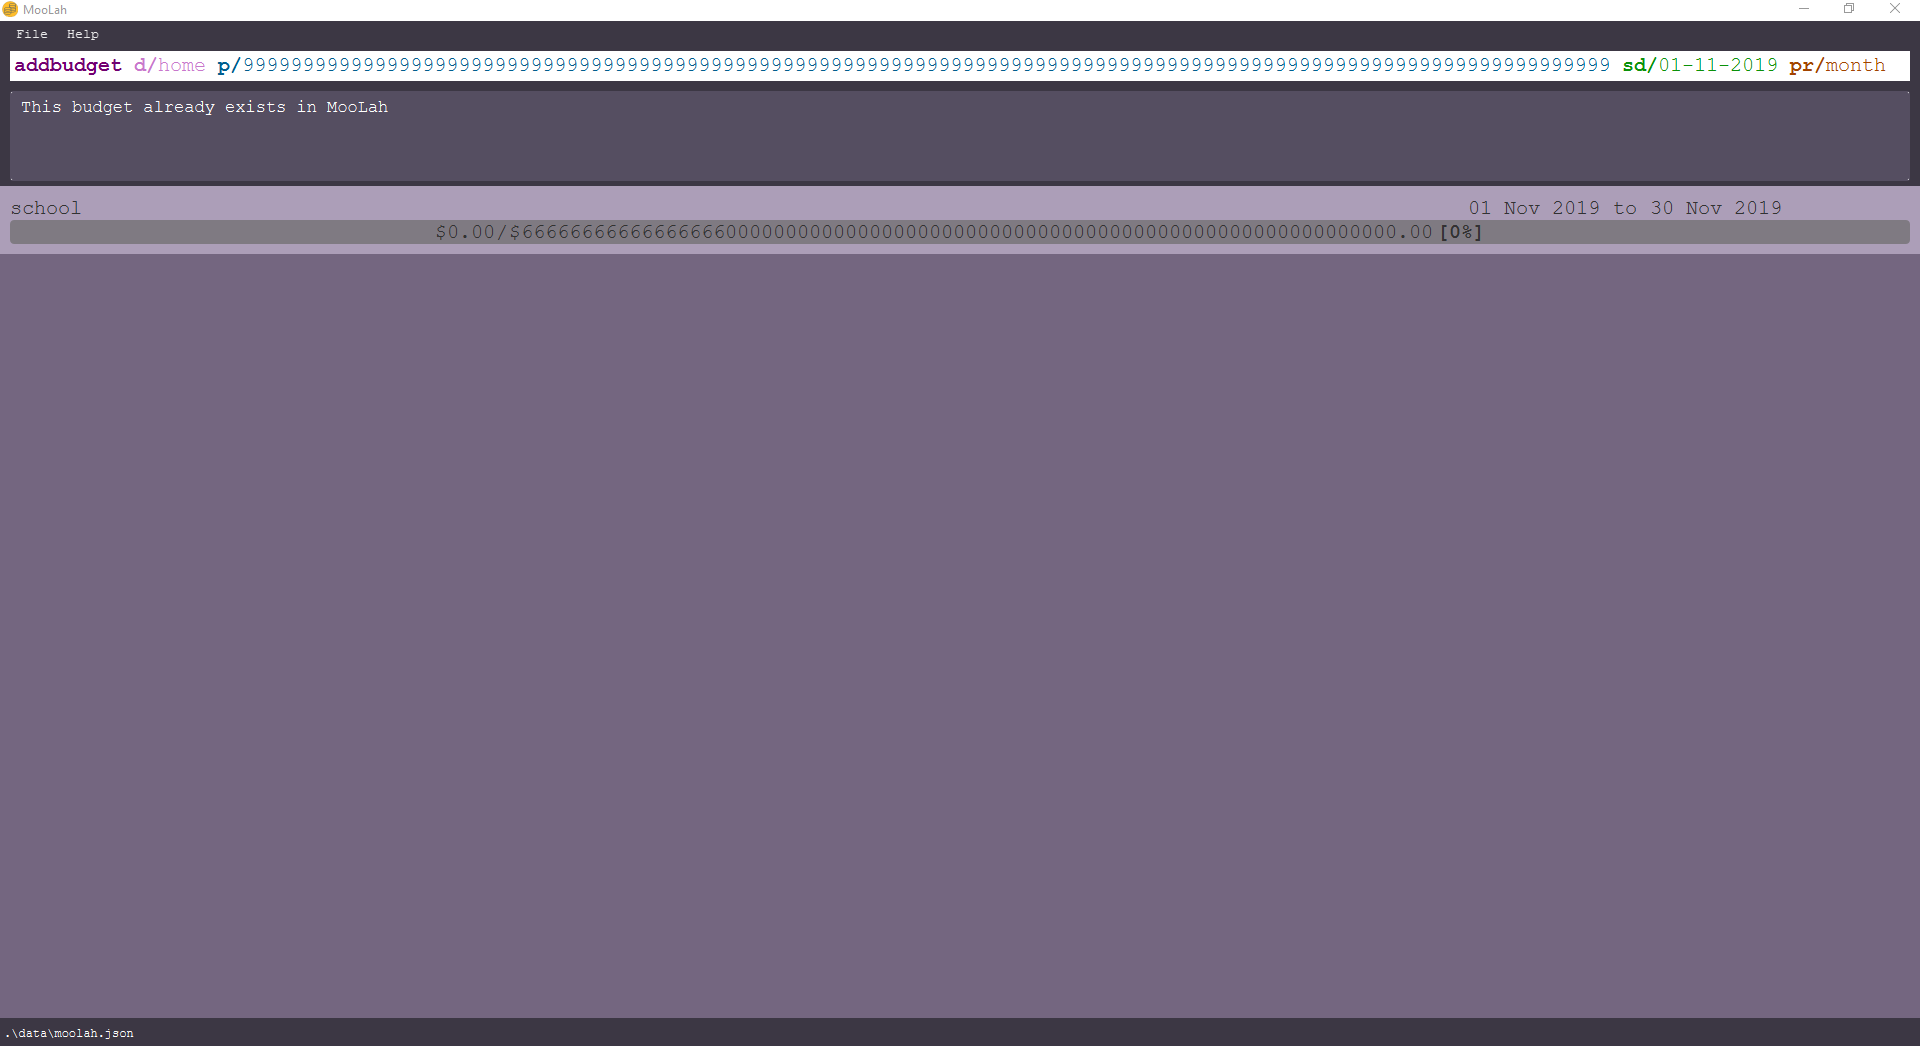 MooLah
File Help
addbudget d/home p/999999999999999999999999999999999999999999999999999999999999999999999999999999999999999999999999999999999999999999 sd/01-11-2019 pr/month
This budget already exists in MooLah
school 01 Nov 2019 to 30 Nov 2019
$0.00/$6666666666666666600000000000000000000000000000000000000000000000000000000.00 [0%]
.\data\moolah.json